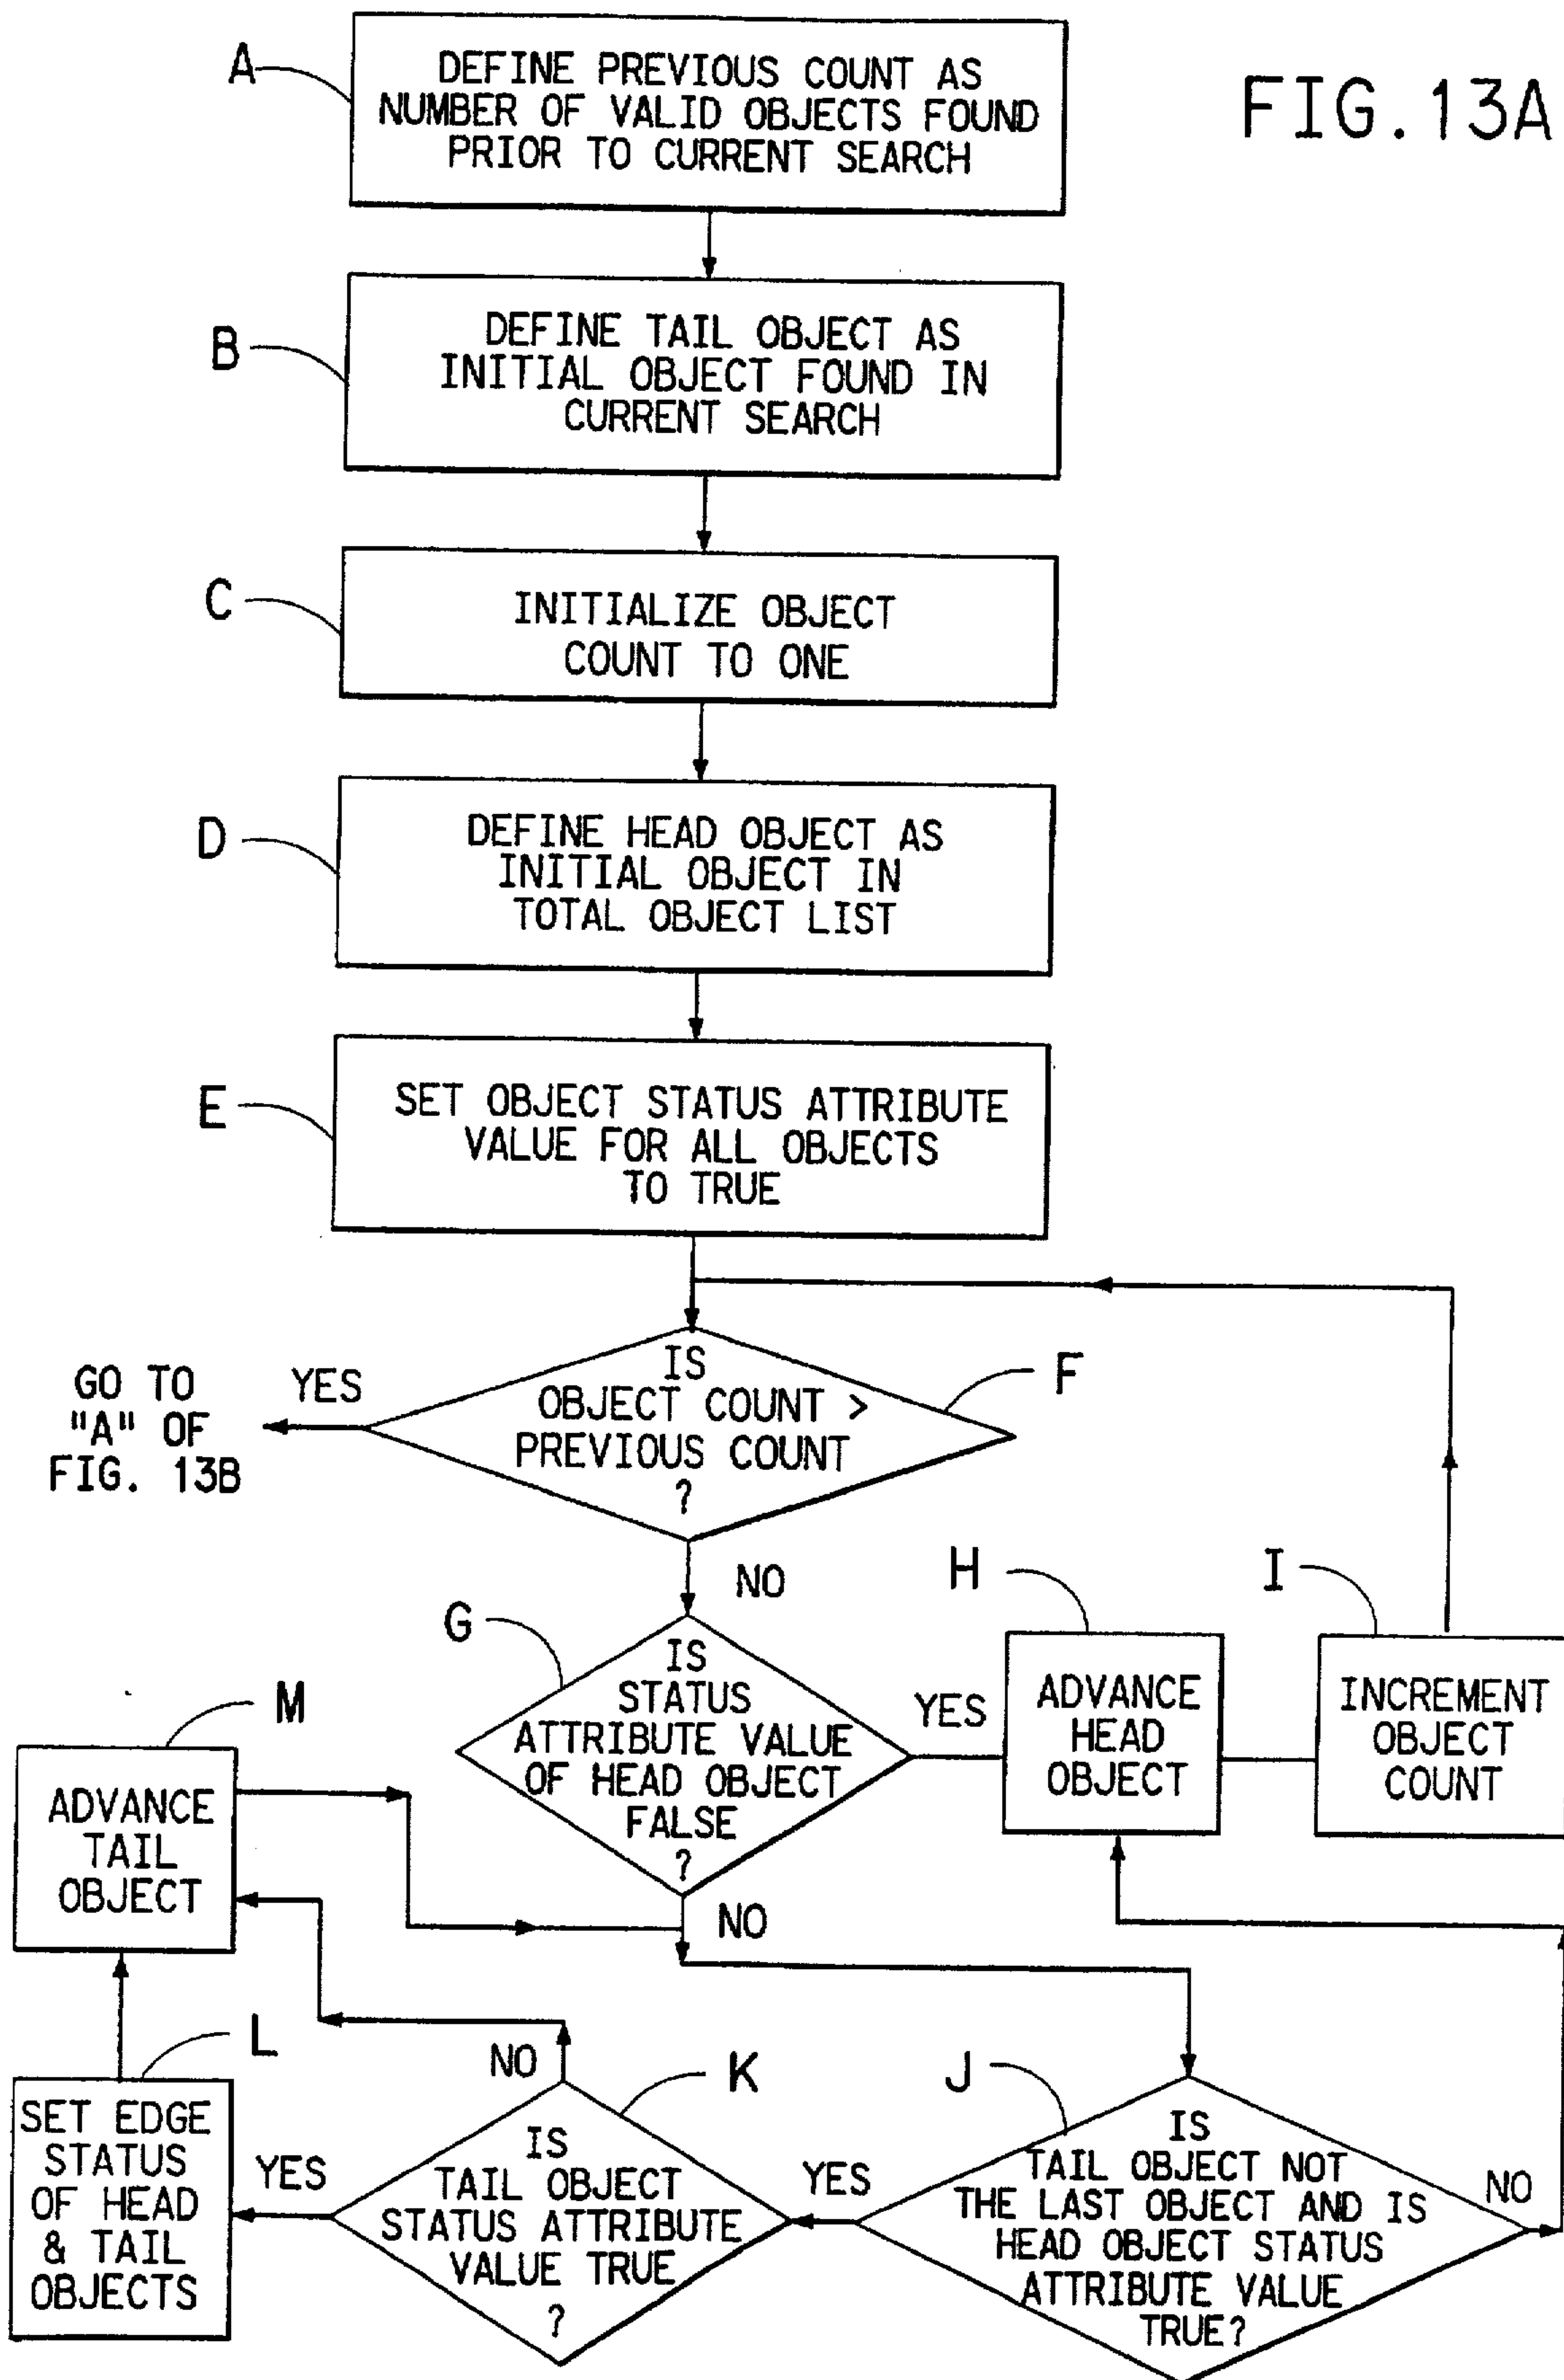 FIG. 13A
A
DEFINE PREVIOUS COUNT AS
NUMBER OF VALID OBJECTS FOUND
PRIOR TO CURRENT SEARCH
B
DEFINE TAIL OBJECT AS
INITIAL OBJECT FOUND IN
CURRENT SEARCH
C
INITIALIZE OBJECT
COUNT TO ONE
D
DEFINE HEAD OBJECT AS
INITIAL OBJECT IN
TOTAL OBJECT LIST
E
SET OBJECT STATUS ATTRIBUTE
VALUE FOR ALL OBJECTS
TO TRUE
F
IS
OBJECT COUNT >
PREVIOUS COUNT
?
YES
GO TO
"A" OF
FIG. 13B
NO
G
IS
STATUS
ATTRIBUTE VALUE
OF HEAD OBJECT
FALSE
?
YES
H
ADVANCE
HEAD
OBJECT
I
INCREMENT
OBJECT
COUNT
NO
M
ADVANCE
TAIL
OBJECT
J
IS
TAIL OBJECT NOT
THE LAST OBJECT AND IS
HEAD OBJECT STATUS
ATTRIBUTE VALUE
TRUE?
NO
YES
K
IS
TAIL OBJECT
STATUS ATTRIBUTE
VALUE TRUE
?
NO
YES
L
SET EDGE
STATUS
OF HEAD
& TAIL
OBJECTS